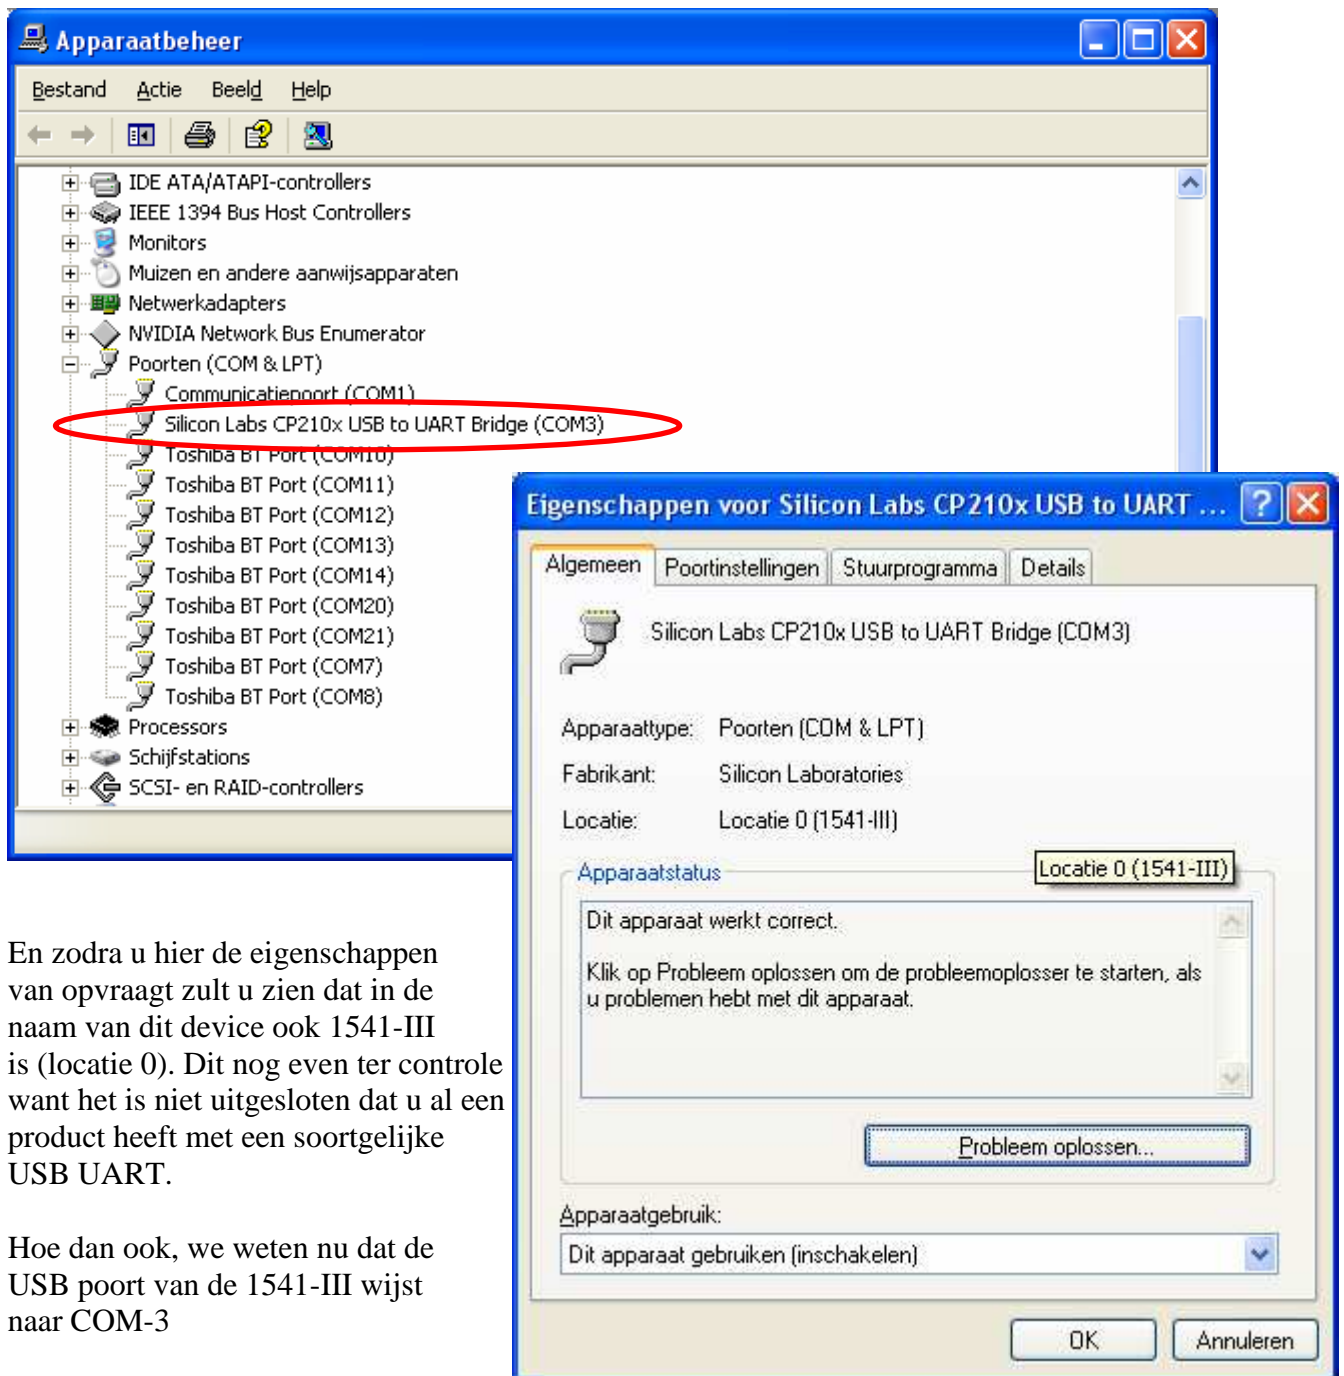 Apparaatbeheer
Bestand Actie Beeld Help
IDE ATA/ATAPI-controllers
IEEE 1394 Bus Host Controllers
Monitors
Muizen en andere aanwijsapparaten
Netwerkadapters
NVIDIA Network Bus Enumerator
Poorten (COM & LPT)
Communicatiepoort (COM1)
Silicon Labs CP210x USB to UART Bridge (COM3)
Toshiba BT Port (COM10)
Toshiba BT Port (COM11)
Toshiba BT Port (COM12)
Toshiba BT Port (COM13)
Toshiba BT Port (COM14)
Toshiba BT Port (COM20)
Toshiba BT Port (COM21)
Toshiba BT Port (COM7)
Toshiba BT Port (COM8)
Processors
Schijfstations
SCSI- en RAID-controllers
Eigenschappen voor Silicon Labs CP210x USB to UART ...
Algemeen Poortinstellingen Stuurprogramma Details
Silicon Labs CP210x USB to UART Bridge (COM3)
Apparaattype: Poorten (COM & LPT)
Fabrikant: Silicon Laboratories
Locatie: Locatie 0 (1541-III)
Locatie 0 (1541-III)
Apparaatstatus
Dit apparaat werkt correct.
Klik op Probleem oplossen om de probleemoplosser te starten, als
u problemen hebt met dit apparaat.
Probleem oplossen...
Apparaatgebruik:
Dit apparaat gebruiken (inschakelen)
OK Annuleren
En zodra u hier de eigenschappen
van opvraagt zult u zien dat in de
naam van dit device ook 1541-III
is (locatie 0). Dit nog even ter controle
want het is niet uitgesloten dat u al een
product heeft met een soortgelijke
USB UART.
Hoe dan ook, we weten nu dat de
USB poort van de 1541-III wijst
naar COM-3